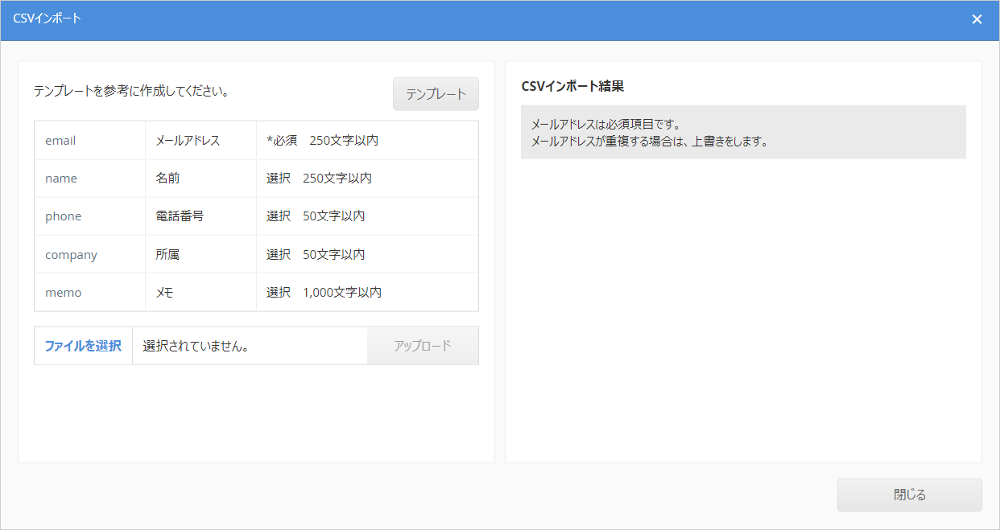 CSVインポート
テンプレートを参考に作成してください。
テンプレート
email メールアドレス *必須 250文字以内
name 名前 選択 250文字以内
phone 電話番号 選択 50文字以内
company 所属 選択 50文字以内
memo メモ 選択 1,000文字以内
ファイルを選択 選択されていません。 アップロード
CSVインポート結果
メールアドレスは必須項目です。
メールアドレスが重複する場合は、上書きをします。
閉じる